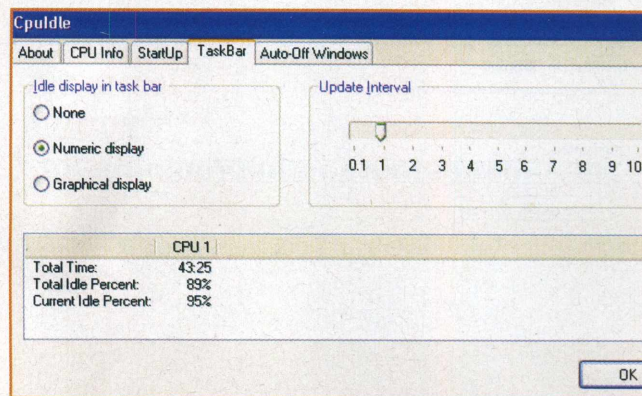 CpuIdle
About CPU Info StartUp TaskBar Auto-Off Windows
Idle display in task bar
None
Numeric display
Graphical display
Update Interval
0.1 1 2 3 4 5 6 7 8 9 10
CPU 1
Total Time: 43:25
Total Idle Percent: 89%
Current Idle Percent: 95%
OK